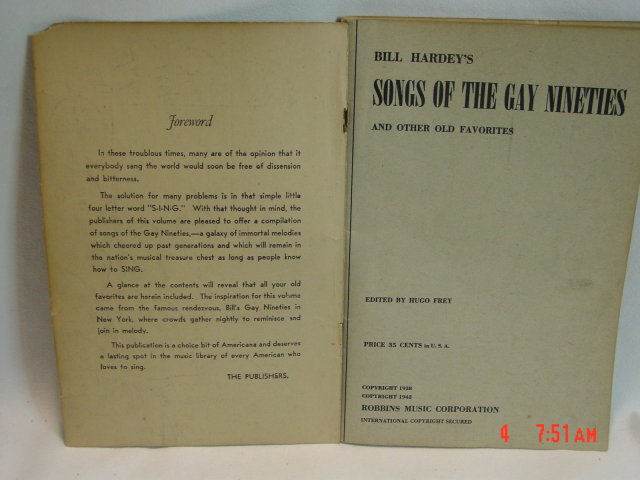 Foreword
In these troublous times, many are of the opinion that if
everybody sang the world would soon be free of dissension
and bitterness.
The solution for many problems is in that simple little
four letter word "S-I-N-G." With that thought in mind, the
publishers of this volume are pleased to offer a compilation
of songs of the Gay Nineties,—a galaxy of immortal melodies
which cheered up past generations and which will remain in
the nation's musical treasure chest as long as people know
how to SING.
A glance at the contents will reveal that all your old
favorites are herein included. The inspiration for this volume
came from the famous rendezvous, Bill's Gay Nineties in
New York, where crowds gather nightly to reminisce and
join in melody.
This publication is a choice bit of Americana and deserves
a lasting spot in the music library of every American who
loves to sing.
THE PUBLISHERS.
BILL HARDEY'S
SONGS OF THE GAY NINETIES
AND OTHER OLD FAVORITES
EDITED BY HUGO FREY
PRICE 35 CENTS in U. S. A.
COPYRIGHT 1938
COPYRIGHT 1942
ROBBINS MUSIC CORPORATION
INTERNATIONAL COPYRIGHT SECURED
4 7:51 AM